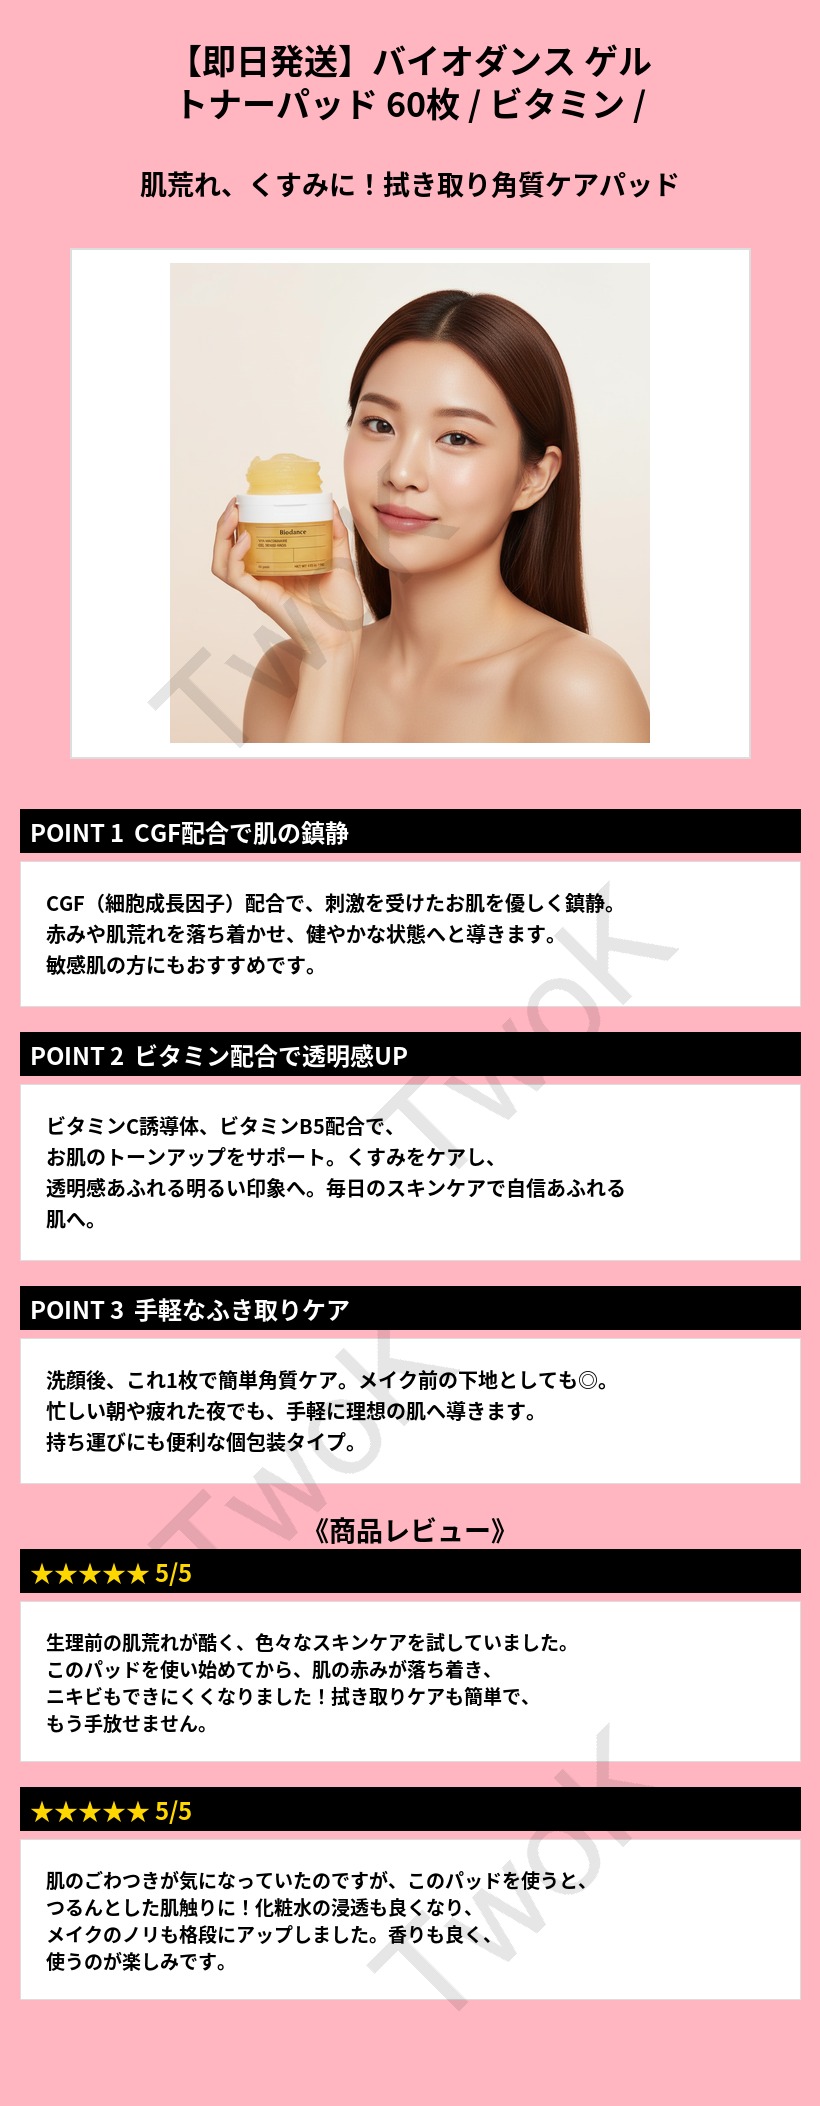 【即日発送】バイオダンス ゲル
トナーパッド 60枚 / ビタミン /
肌荒れ、くすみに！拭き取り角質ケアパッド
Biodance
TwoK
POINT 1 CGF配合で肌の鎮静
CGF（細胞成長因子）配合で、刺激を受けたお肌を優しく鎮静。
赤みや肌荒れを落ち着かせ、健やかな状態へと導きます。
敏感肌の方にもおすすめです。
TwoK
POINT 2 ビタミン配合で透明感UP
ビタミンC誘導体、ビタミンB5配合で、
お肌のトーンアップをサポート。くすみをケアし、
透明感あふれる明るい印象へ。毎日のスキンケアで自信あふれる
肌へ。
POINT 3 手軽なふき取りケア
洗顔後、これ1枚で簡単角質ケア。メイク前の下地としても◎。
忙しい朝や疲れた夜でも、手軽に理想の肌へ導きます。
持ち運びにも便利な個包装タイプ。
TwoK
《商品レビュー》
★★★★★ 5/5
生理前の肌荒れが酷く、色々なスキンケアを試していました。
このパッドを使い始めてから、肌の赤みが落ち着き、
ニキビもできにくくなりました！拭き取りケアも簡単で、
もう手放せません。
★★★★★ 5/5
肌のごわつきが気になっていたのですが、このパッドを使うと、
つるんとした肌触りに！化粧水の浸透も良くなり、
メイクのノリも格段にアップしました。香りも良く、
使うのが楽しみです。
TwoK